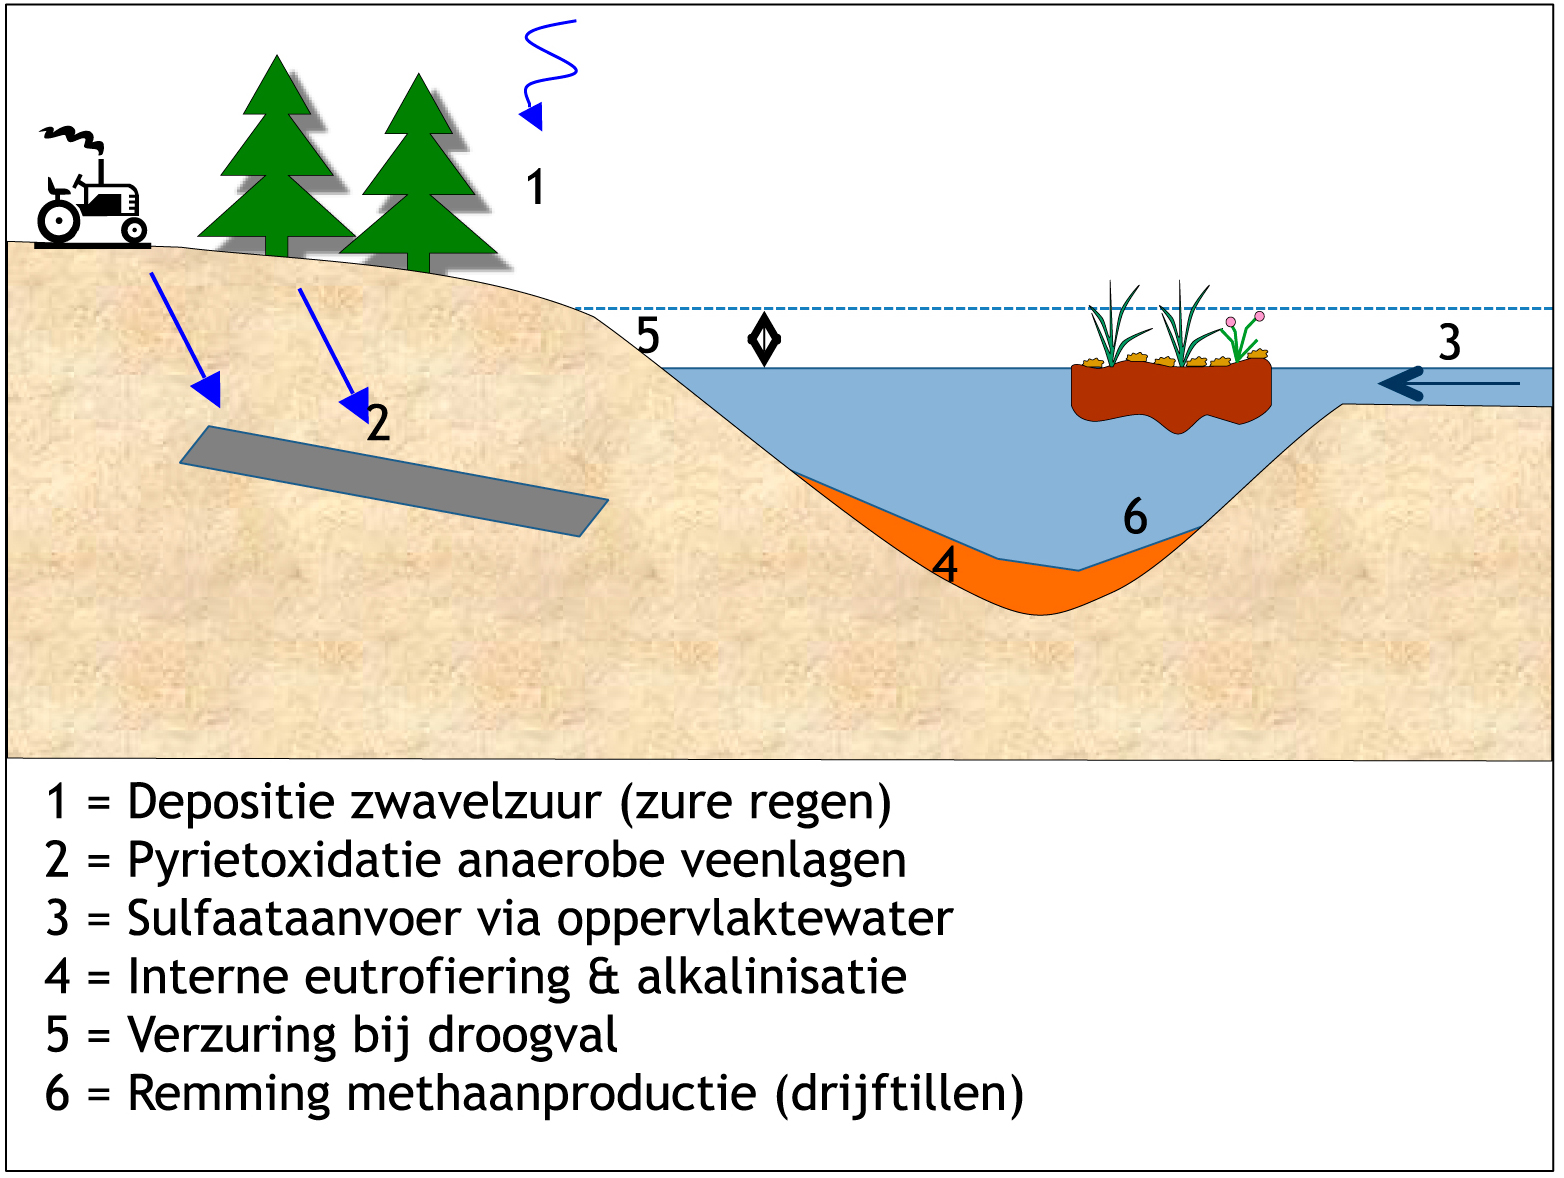 1
5
3
2
6
4
1 = Depositie zwavelzuur (zure regen)
2 = Pyrietoxidatie anaerobe veenlagen
3 = Sulfaataanvoer via oppervlaktewater
4 = Interne eutrofiering & alkalinisatie
5 = Verzuring bij droogval
6 = Remming methaanproductie (drijftillen)